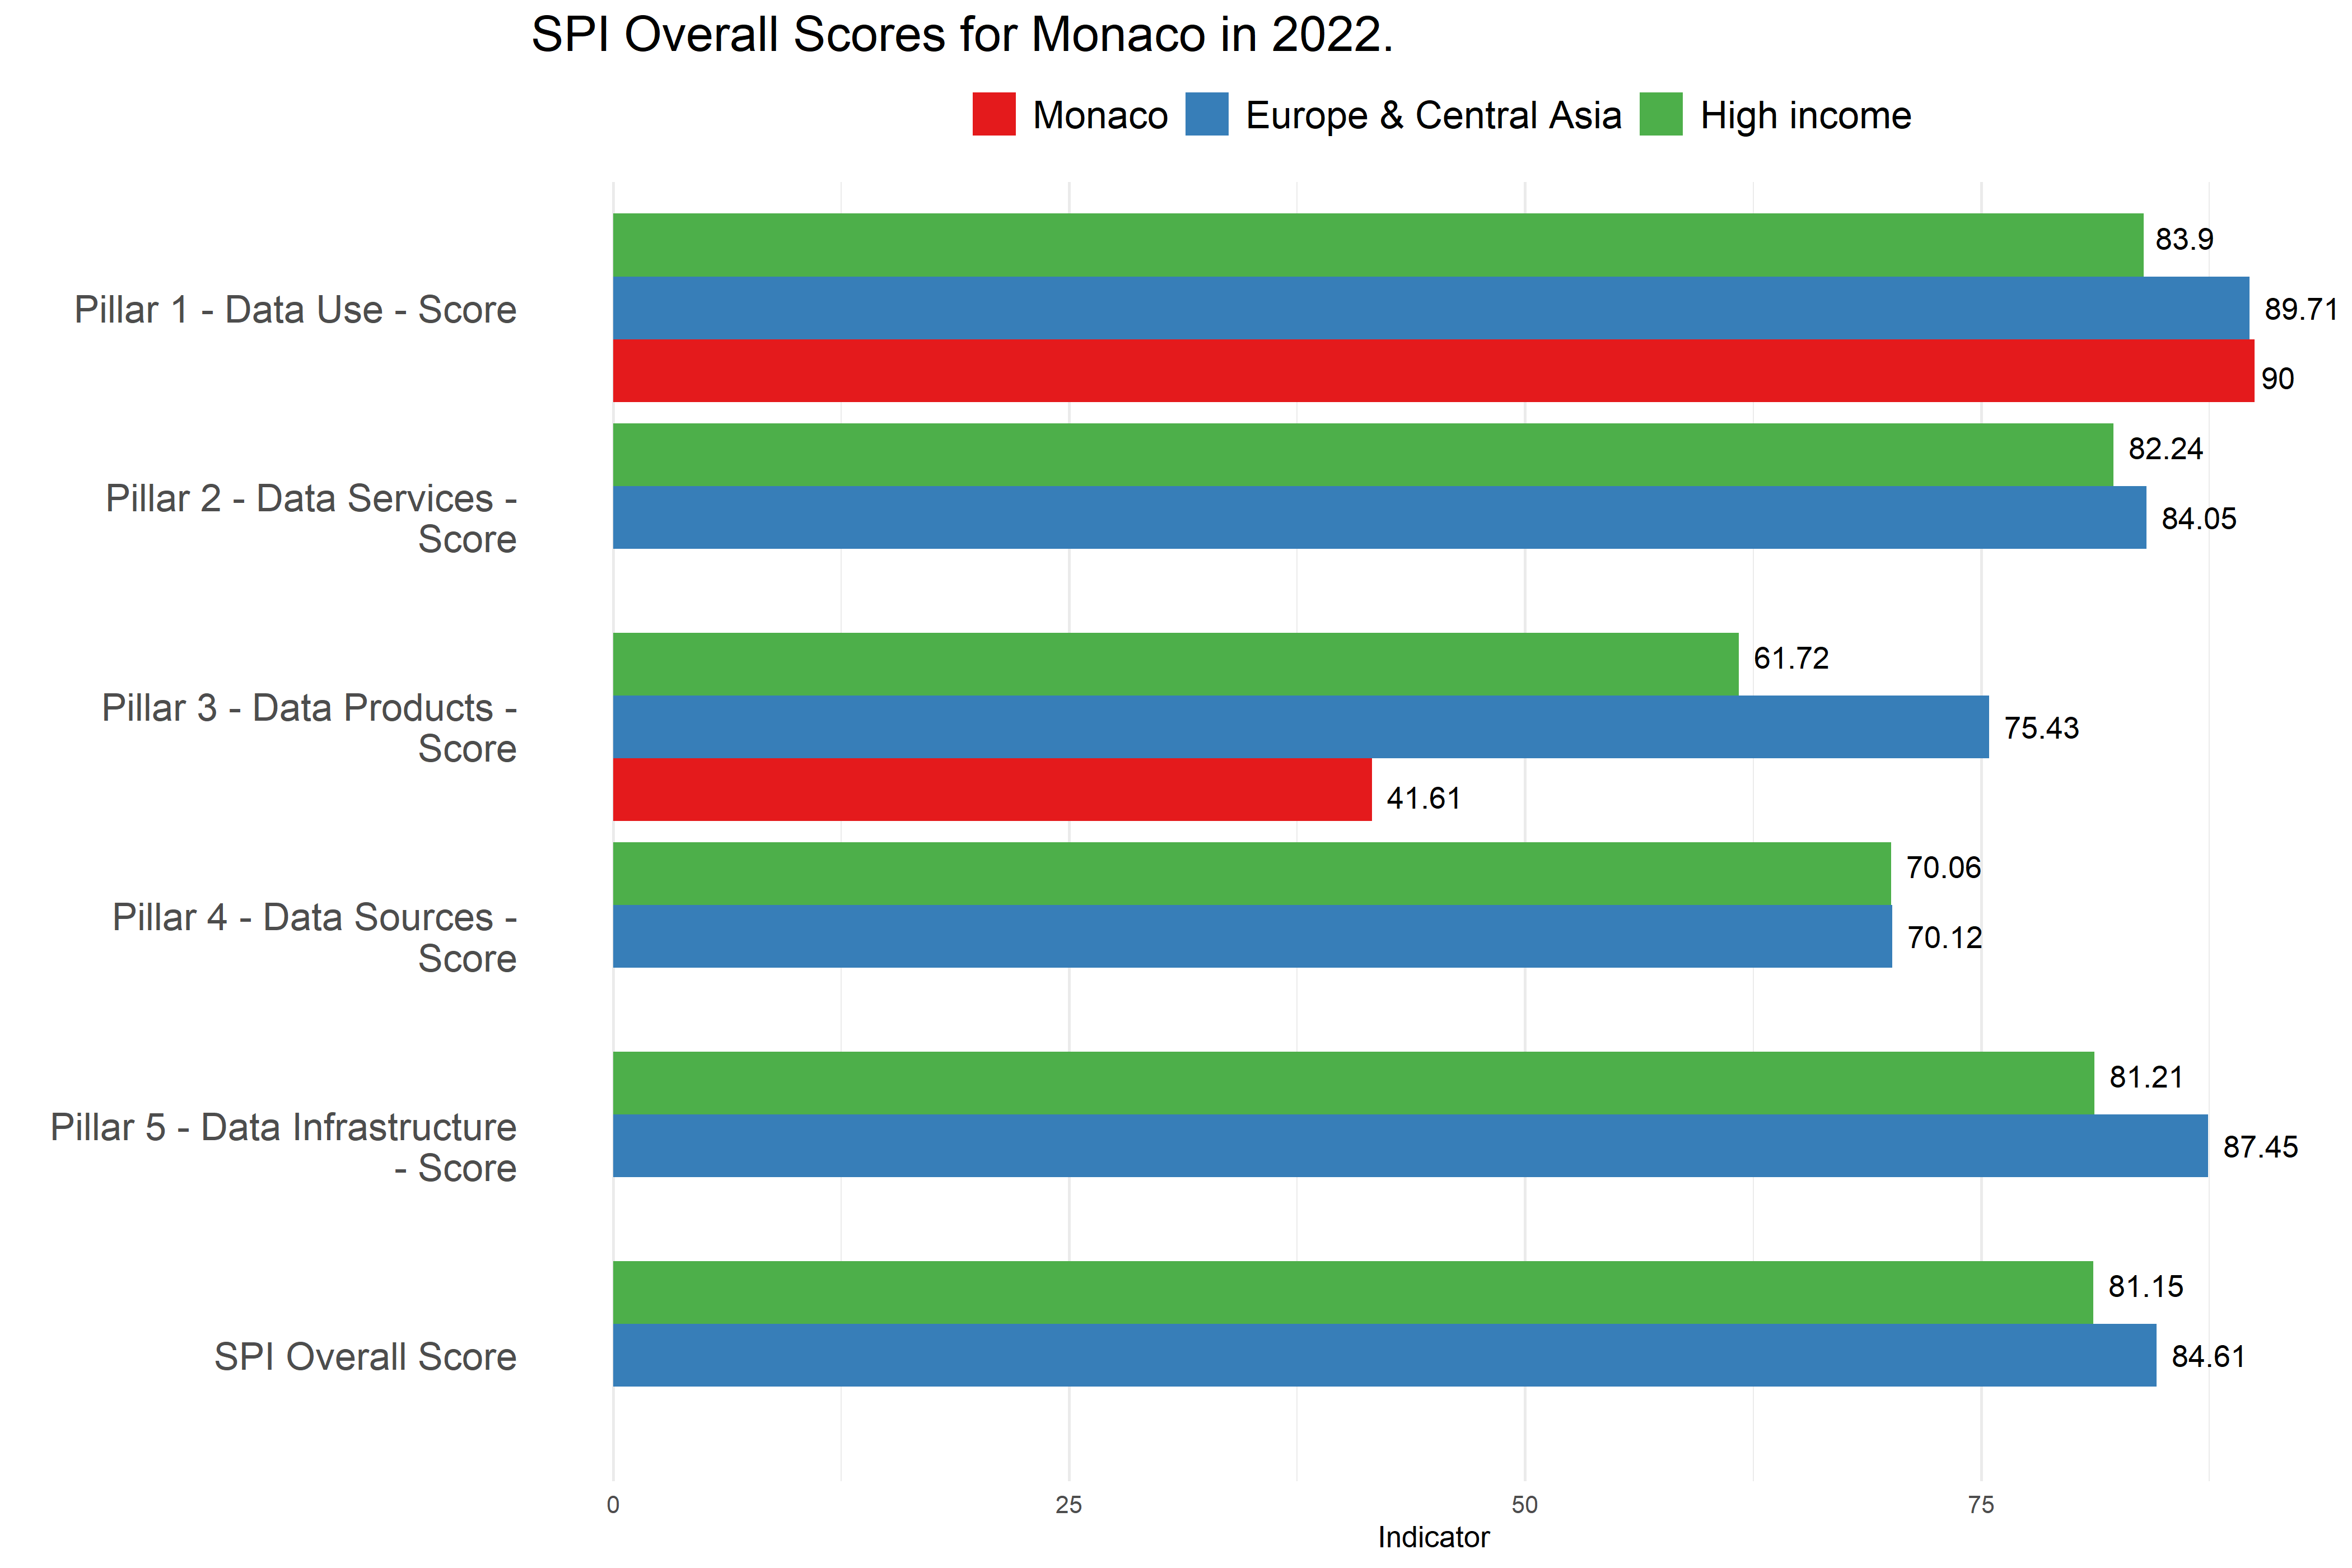 SPI Overall Scores for Monaco in 2022.
Monaco
Europe & Central Asia
High income
Pillar 1 - Data Use - Score
83.9
89.71
90
Pillar 2 - Data Services -
Score
82.24
84.05
Pillar 3 - Data Products -
Score
61.72
75.43
41.61
Pillar 4 - Data Sources -
Score
70.06
70.12
Pillar 5 - Data Infrastructure
- Score
81.21
87.45
SPI Overall Score
81.15
84.61
0
25
50
75
Indicator